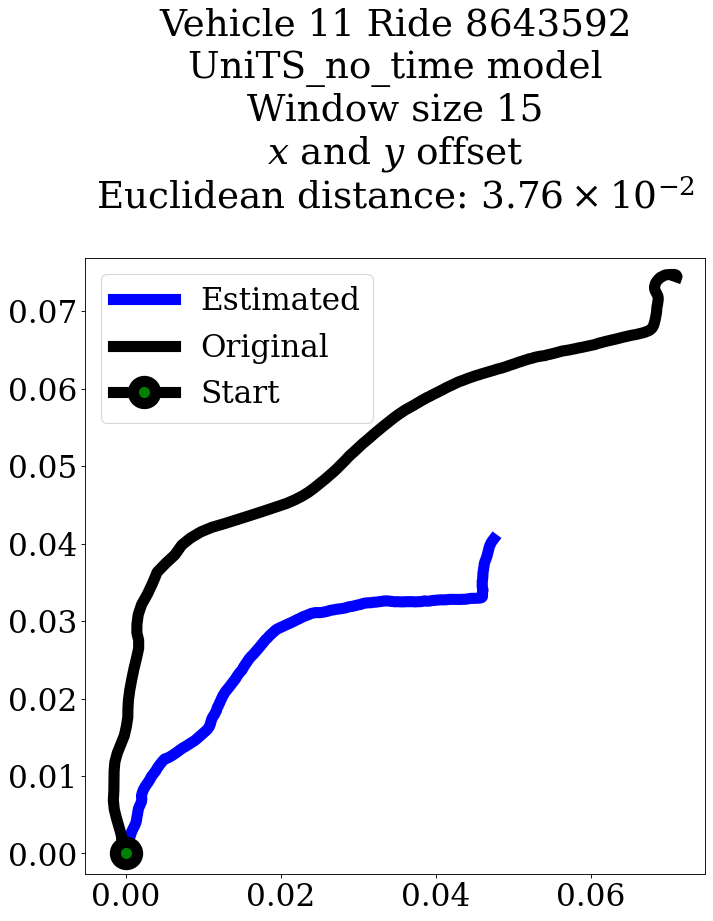 Vehicle 11 Ride 8643592
UniTS_no_time model
Window size 15
x and y offset
Euclidean distance: 3.76 × 10⁻²
Estimated
Original
Start
0.07
0.06
0.05
0.04
0.03
0.02
0.01
0.00
0.00 0.02 0.04 0.06